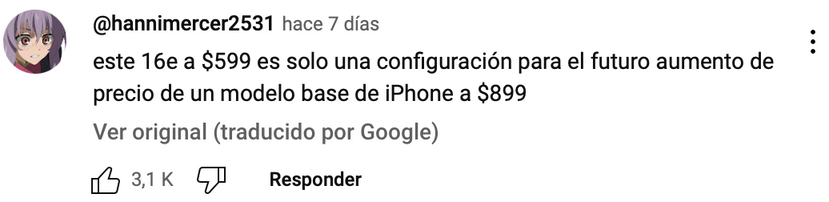 @hannimercer2531 hace 7 días
este 16e a $599 es solo una configuración para el futuro aumento de
precio de un modelo base de iPhone a $899
Ver original (traducido por Google)
3,1 K Responder